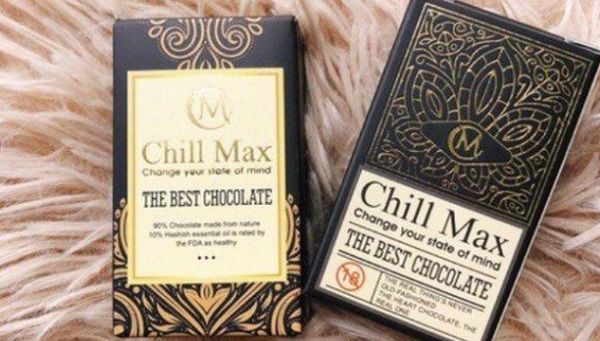 CM
Chill Max
Change your state of mind
THE BEST CHOCOLATE
90% Chocolate made from nature
10% Hashish essential oil is rated by
the FDA as healthy
CM
Chill Max
Change your state of mind
THE BEST CHOCOLATE
THE REAL THING'S NEVER
OLD-FASHIONED
THE HEART CHOCOLATE, THE
REAL ONE